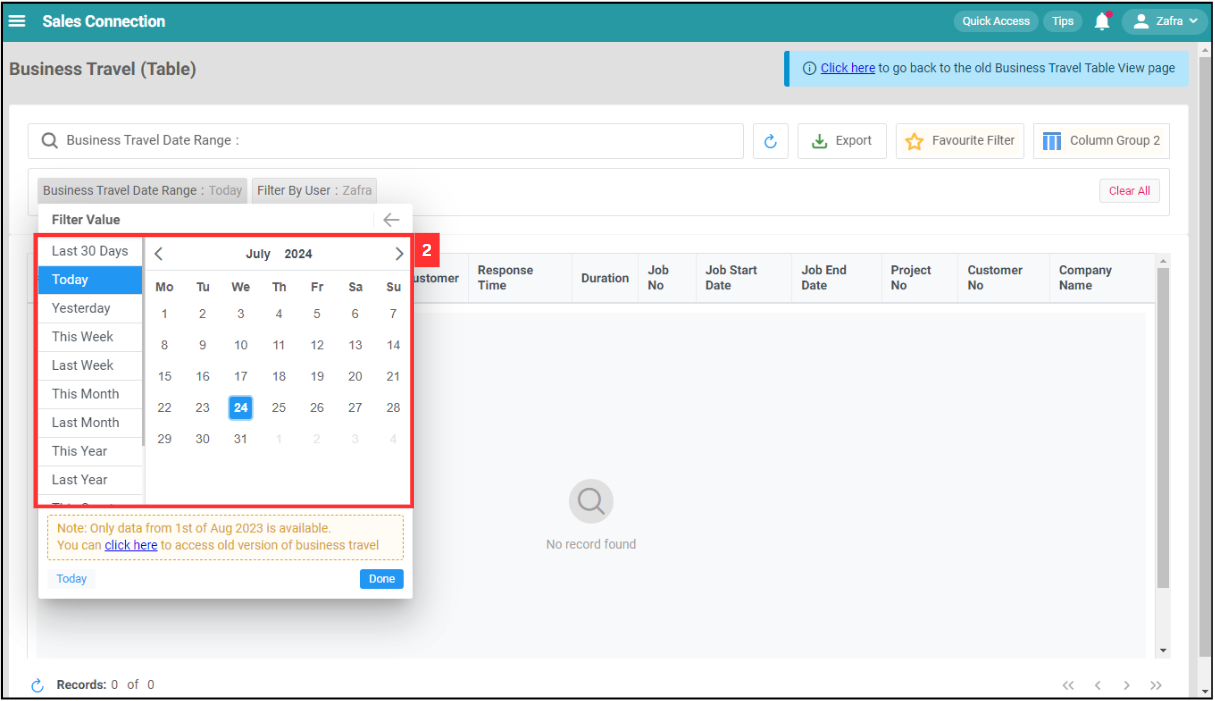 Sales Connection
Quick Access
Tips
Zafra
Business Travel (Table)
Click here to go back to the old Business Travel Table View page
Business Travel Date Range :
Export
Favourite Filter
Column Group 2
Business Travel Date Range : Today
Filter By User : Zafra
Clear All
Filter Value
2
Last 30 Days
Today
Yesterday
This Week
Last Week
This Month
Last Month
This Year
Last Year
July 2024
Mo Tu We Th Fr Sa Su
1 2 3 4 5 6 7
8 9 10 11 12 13 14
15 16 17 18 19 20 21
22 23 24 25 26 27 28
29 30 31 1 2 3 4
ustomer
Response Time
Duration
Job No
Job Start Date
Job End Date
Project No
Customer No
Company Name
Note: Only data from 1st of Aug 2023 is available.
You can click here to access old version of business travel
Today
Done
No record found
Records: 0 of 0